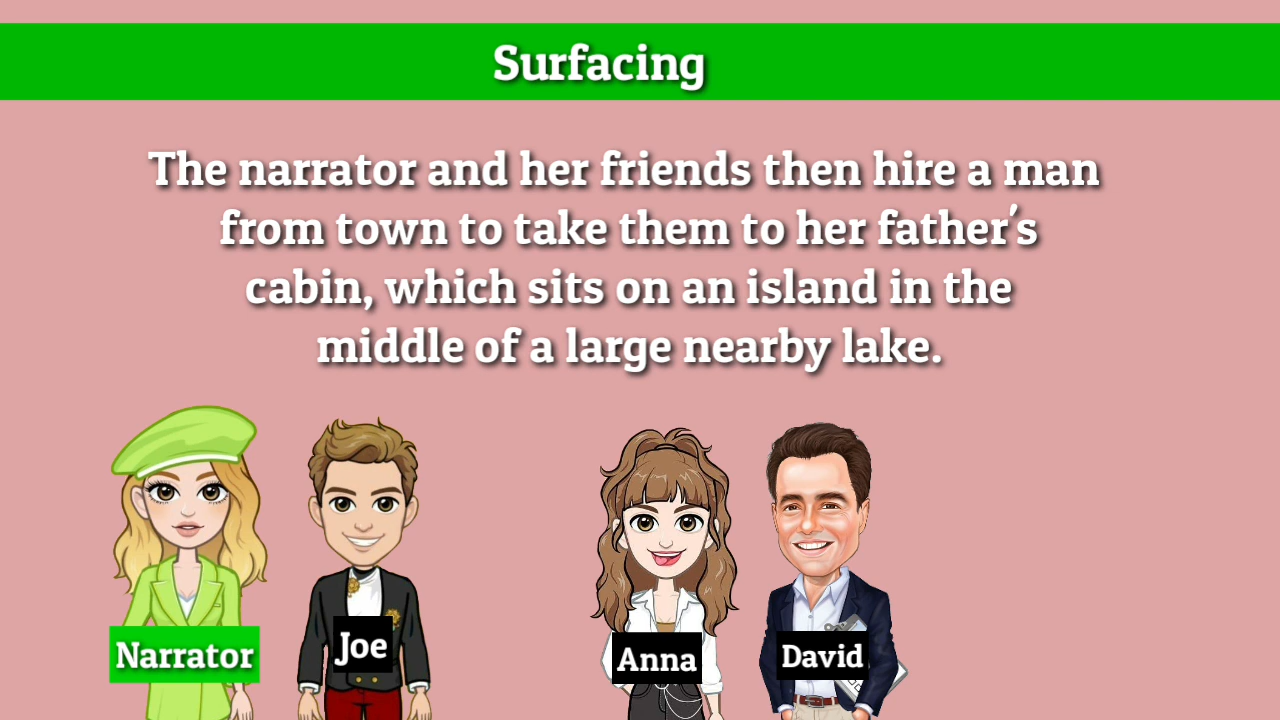 Surfacing
The narrator and her friends then hire a man
from town to take them to her father's
cabin, which sits on an island in the
middle of a large nearby lake.
Narrator
Joe
Anna
David